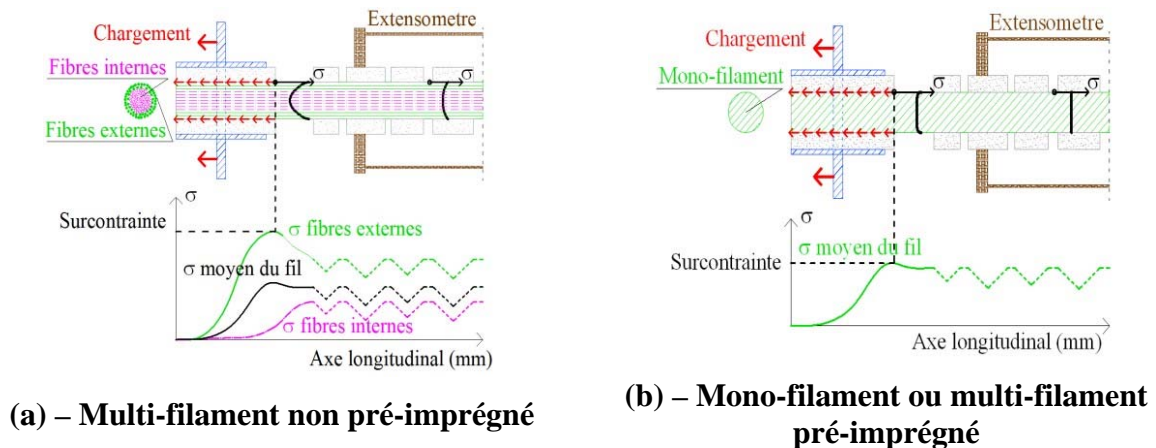 Extensometre
Chargement
Fibres internes
σ
σ
Fibres externes
σ
Surcontrainte
σ fibres externes
σ moyen du fil
σ fibres internes
Axe longitudinal (mm)
(a) – Multi-filament non pré-imprégné
Extensometre
Chargement
Mono-filament
σ
σ
σ
σ moyen du fil
Surcontrainte
Axe longitudinal (mm)
(b) – Mono-filament ou multi-filament
pré-imprégné